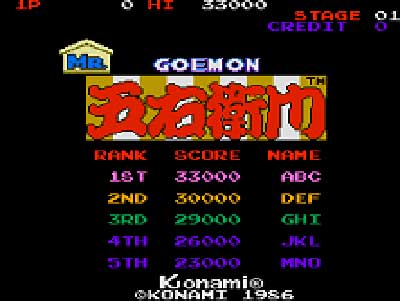 1P 0 HI 33000
STAGE 01
CREDIT 0
MR.
GOEMON
五右衛門 TM
RANK SCORE NAME
1ST 33000 ABC
2ND 30000 DEF
3RD 29000 GHI
4TH 26000 JKL
5TH 23000 MNO
Konami®
©KONAMI 1986